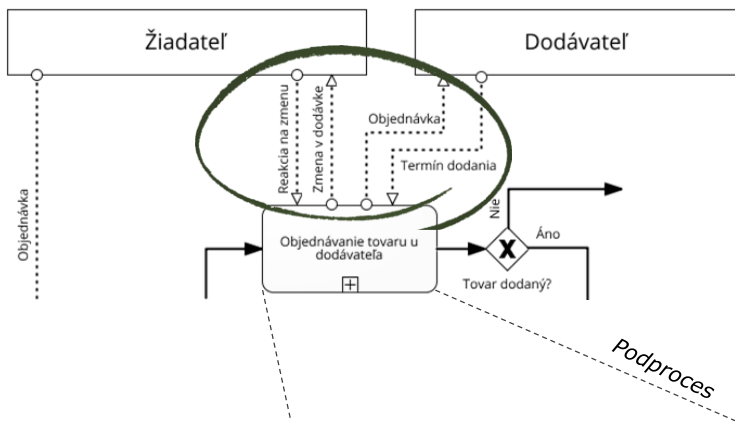 Žiadateľ
Dodávateľ
Objednávka
Reakcia na zmenu
Zmena v dodávke
Objednávka
Termín dodania
Objednávanie tovaru u
dodávateľa
Nie
Áno
Tovar dodaný?
Podproces